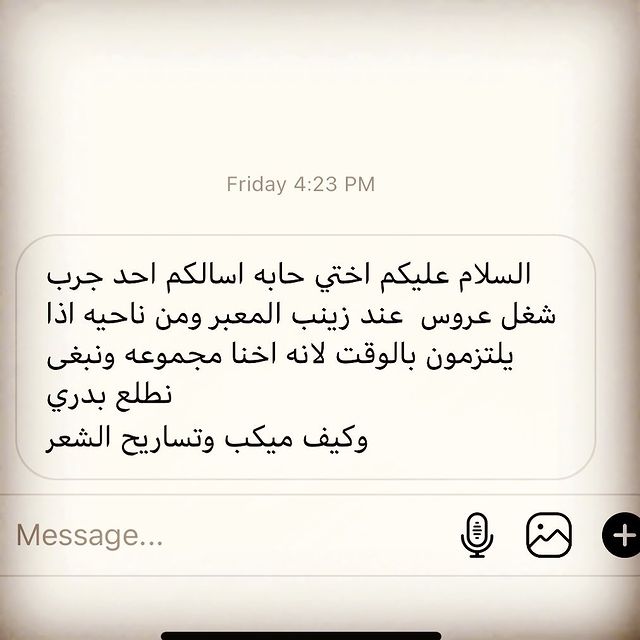 Friday 4:23 PM
السلام عليكم اختي حابه اسالكم احد جرب
شغل عروس عند زينب المعبر ومن ناحيه اذا
يلتزمون بالوقت لانه اخنا مجموعه ونبغى
نطلع بدري
وكيف ميكب وتساريح الشعر
Message...